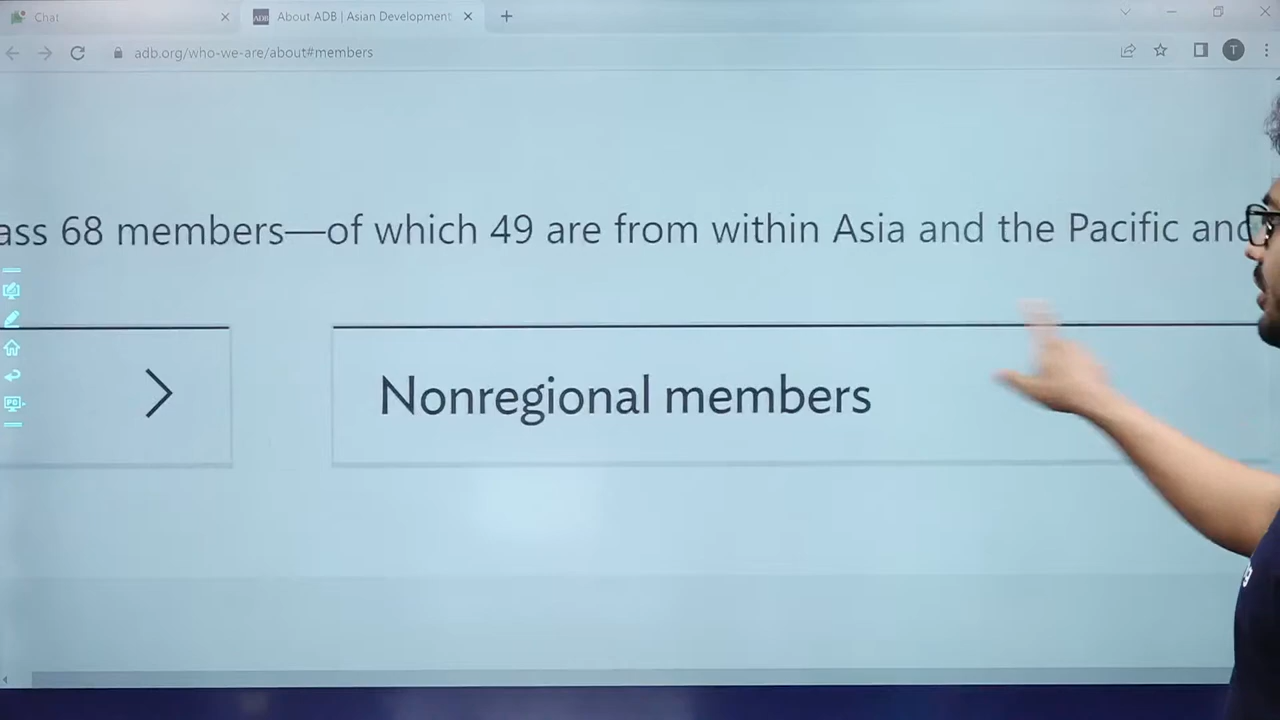 Chat
About ADB | Asian Development
adb.org/who-we-are/about#members
T
ass 68 members—of which 49 are from within Asia and the Pacific and
Nonregional members
PC